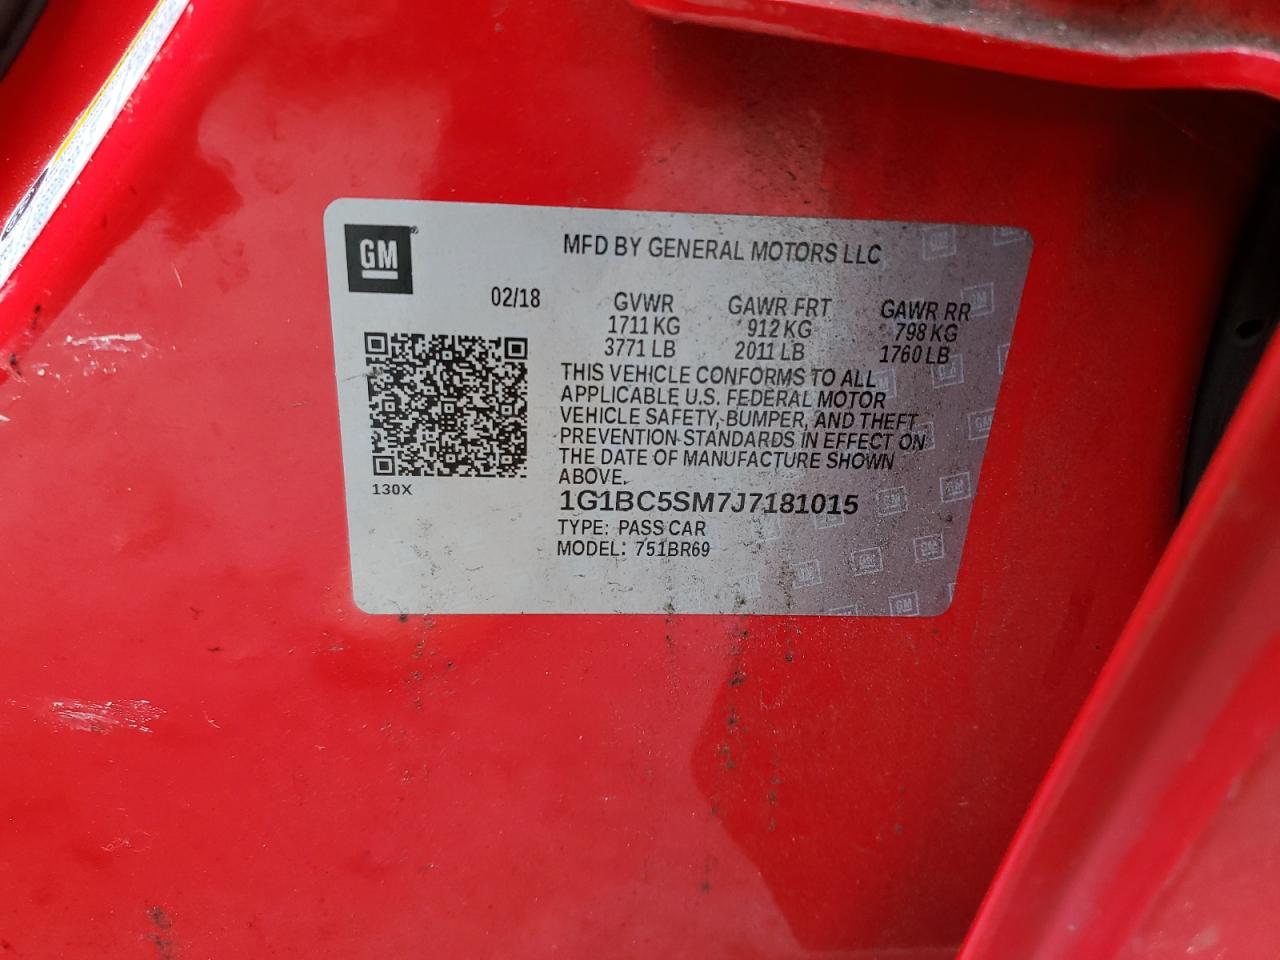 GM
MFD BY GENERAL MOTORS LLC
02/18
GVWR GAWR FRT GAWR RR
1711 KG 912 KG 798 KG
3771 LB 2011 LB 1760 LB
THIS VEHICLE CONFORMS TO ALL
APPLICABLE U.S. FEDERAL MOTOR
VEHICLE SAFETY, BUMPER, AND THEFT
PREVENTION STANDARDS IN EFFECT ON
THE DATE OF MANUFACTURE SHOWN
ABOVE.
130X
1G1BC5SM7J7181015
TYPE: PASS CAR
MODEL: 751BR69